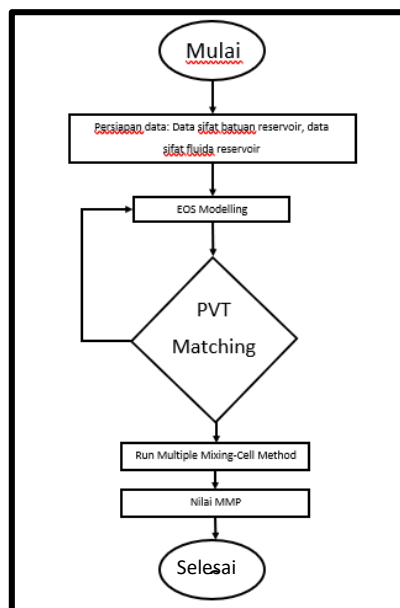 Mulai
Persiapan data: Data sifat batuan reservoir, data
sifat fluida reservoir
EOS Modelling
PVT
Matching
Run Multiple Mixing-Cell Method
Nilai MMP
Selesai